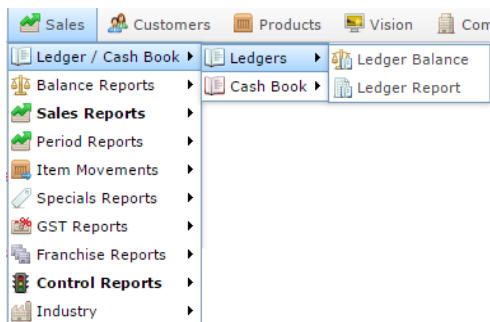 Sales Customers Products Vision Com
Ledger / Cash Book Ledgers Ledger Balance
Balance Reports Cash Book Ledger Report
Sales Reports
Period Reports
Item Movements
Specials Reports
GST Reports
Franchise Reports
Control Reports
Industry